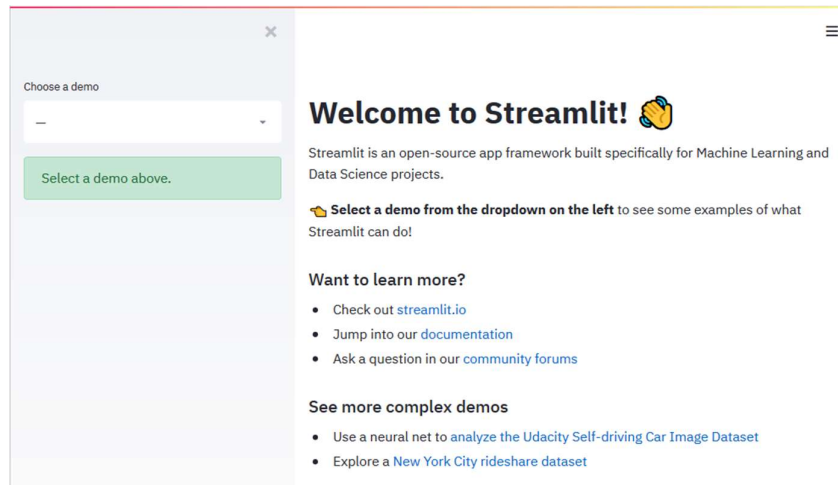 Choose a demo
—
Select a demo above.
Welcome to Streamlit! 👋
Streamlit is an open-source app framework built specifically for Machine Learning and
Data Science projects.
👈 Select a demo from the dropdown on the left to see some examples of what
Streamlit can do!
Want to learn more?
• Check out streamlit.io
• Jump into our documentation
• Ask a question in our community forums
See more complex demos
• Use a neural net to analyze the Udacity Self-driving Car Image Dataset
• Explore a New York City rideshare dataset